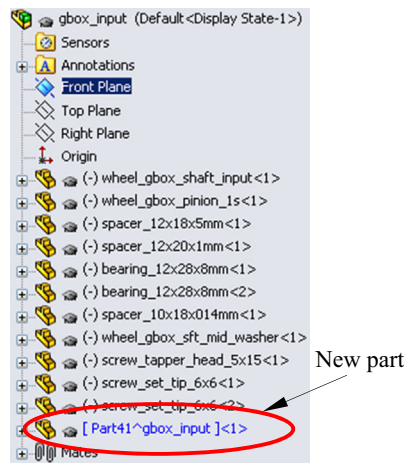 gbox_input (Default<Display State-1>)
Sensors
A Annotations
Front Plane
Top Plane
Right Plane
Origin
(-) wheel_gbox_shaft_input<1>
(-) wheel_gbox_pinion_1s<1>
(-) spacer_12x18x5mm<1>
(-) spacer_12x20x1mm<1>
(-) bearing_12x28x8mm<1>
(-) bearing_12x28x8mm<2>
(-) spacer_10x18x014mm<1>
(-) wheel_gbox_sft_mid_washer<1>
(-) screw_tapper_head_5x15<1>
New part
(-) screw_set_tip_6x6<1>
(-) screw_set_tip_6x6<2>
[ Part41^gbox_input ]<1>
Mates